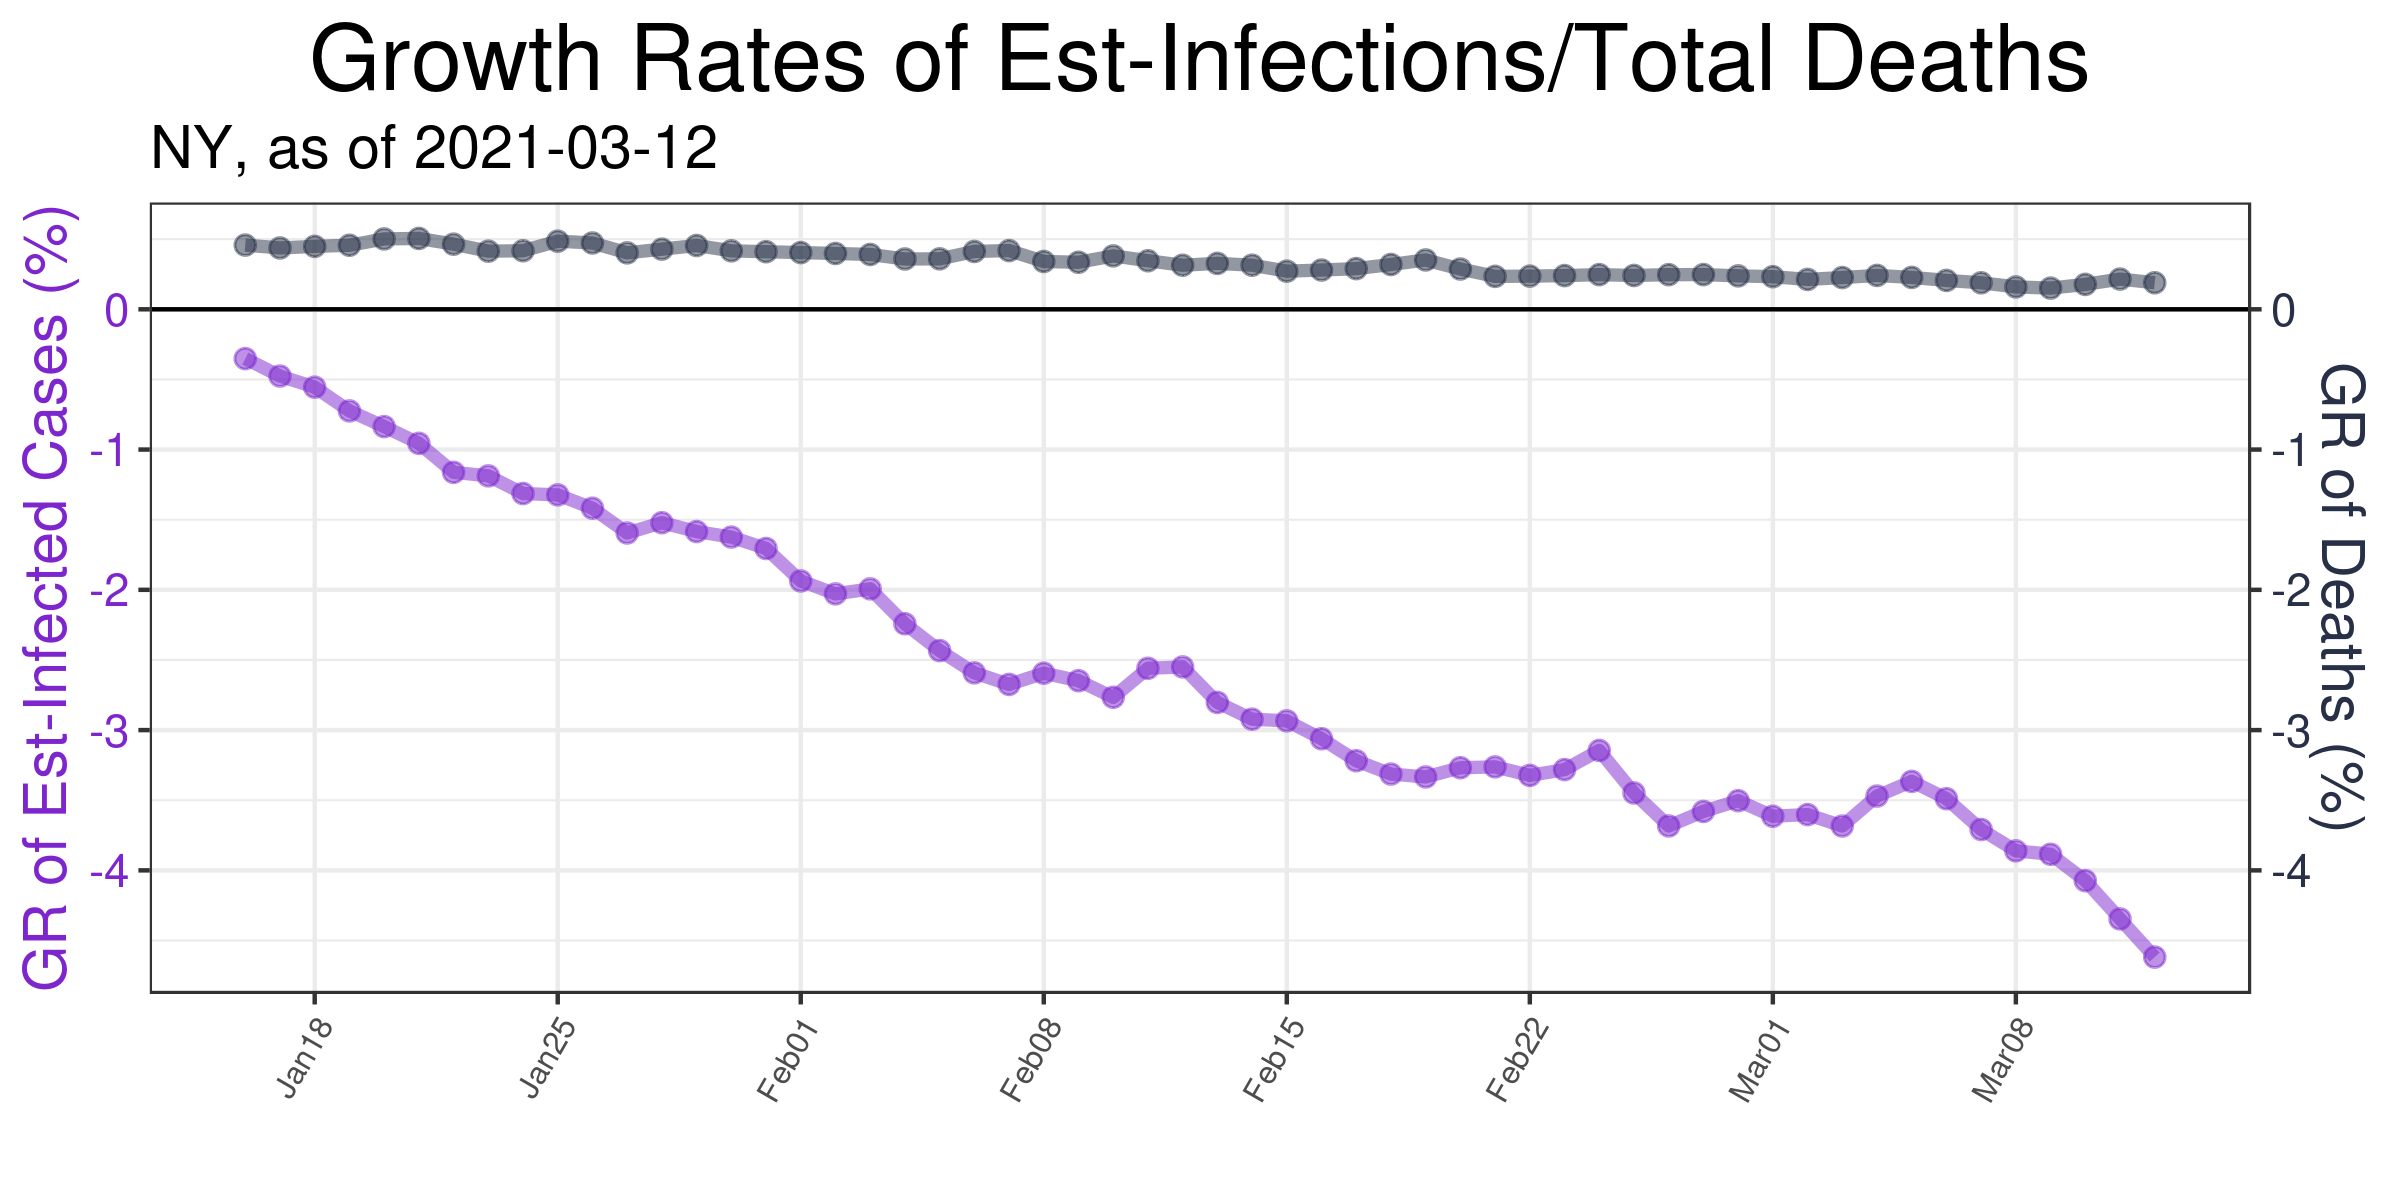 Growth Rates of Est-Infections/Total Deaths
NY, as of 2021-03-12
GR of Est-Infected Cases (%)
0
-1
-2
-3
-4
0
-1
-2
-3
-4
GR of Deaths (%)
Jan18
Jan25
Feb01
Feb08
Feb15
Feb22
Mar01
Mar08